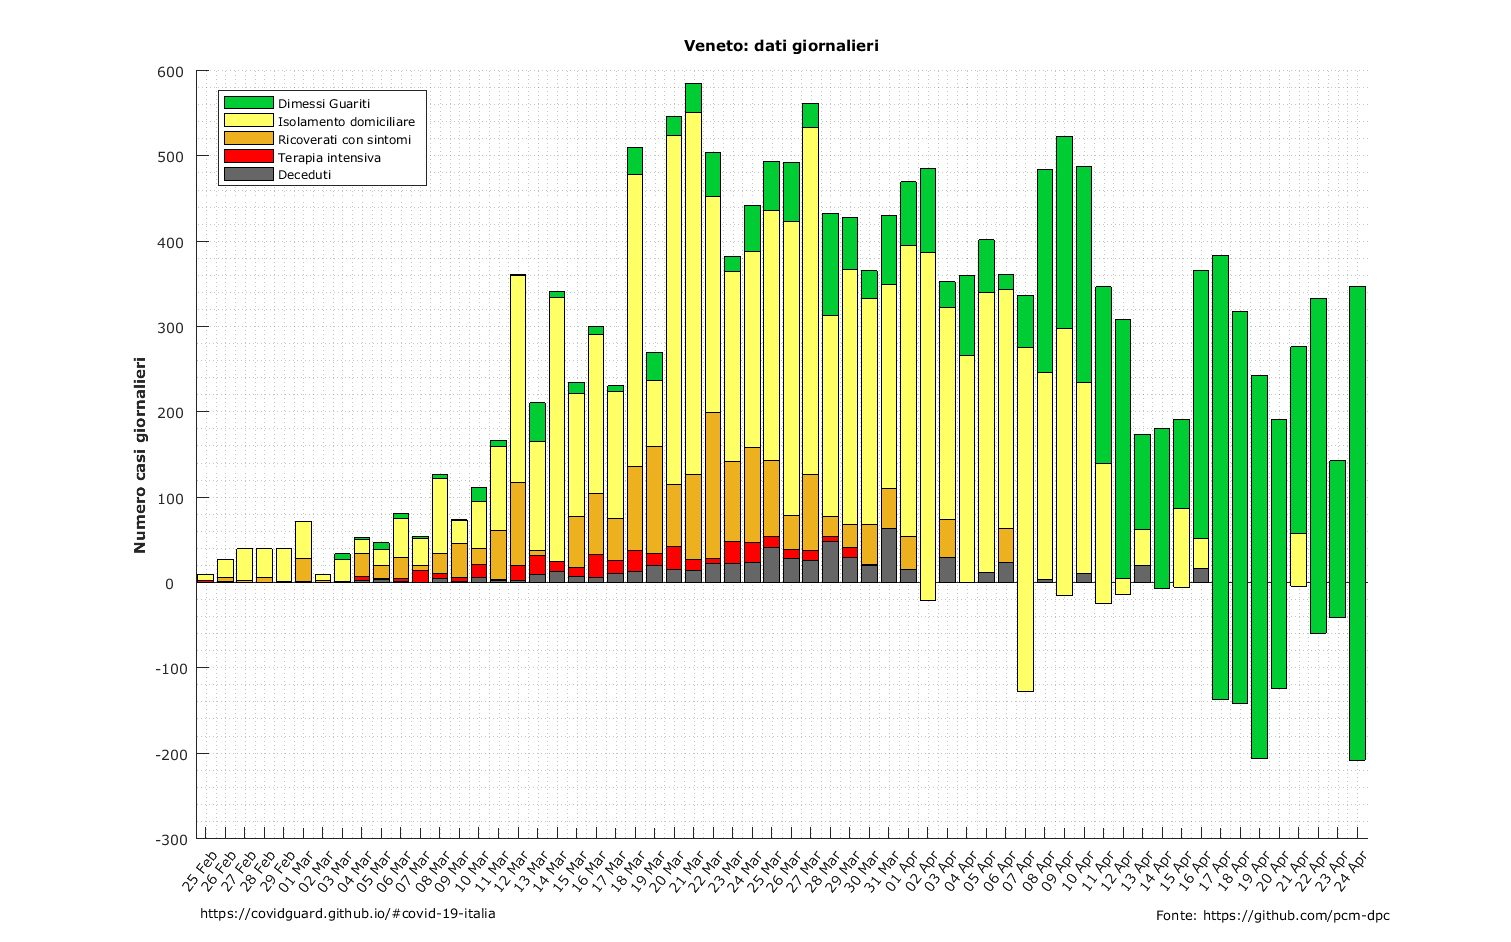 Veneto: dati giornalieri
600
500
400
300
200
100
0
-100
-200
-300
Numero casi giornalieri
Dimessi Guariti
Isolamento domiciliare
Ricoverati con sintomi
Terapia intensiva
Deceduti
25 Feb
26 Feb
27 Feb
28 Feb
29 Feb
01 Mar
02 Mar
03 Mar
04 Mar
05 Mar
06 Mar
07 Mar
08 Mar
09 Mar
10 Mar
11 Mar
12 Mar
13 Mar
14 Mar
15 Mar
16 Mar
17 Mar
18 Mar
19 Mar
20 Mar
21 Mar
22 Mar
23 Mar
24 Mar
25 Mar
26 Mar
27 Mar
28 Mar
29 Mar
30 Mar
31 Mar
01 Apr
02 Apr
03 Apr
04 Apr
05 Apr
06 Apr
07 Apr
08 Apr
09 Apr
10 Apr
11 Apr
12 Apr
13 Apr
14 Apr
15 Apr
16 Apr
17 Apr
18 Apr
19 Apr
20 Apr
21 Apr
22 Apr
23 Apr
24 Apr
https://covidguard.github.io/#covid-19-italia
Fonte: https://github.com/pcm-dpc